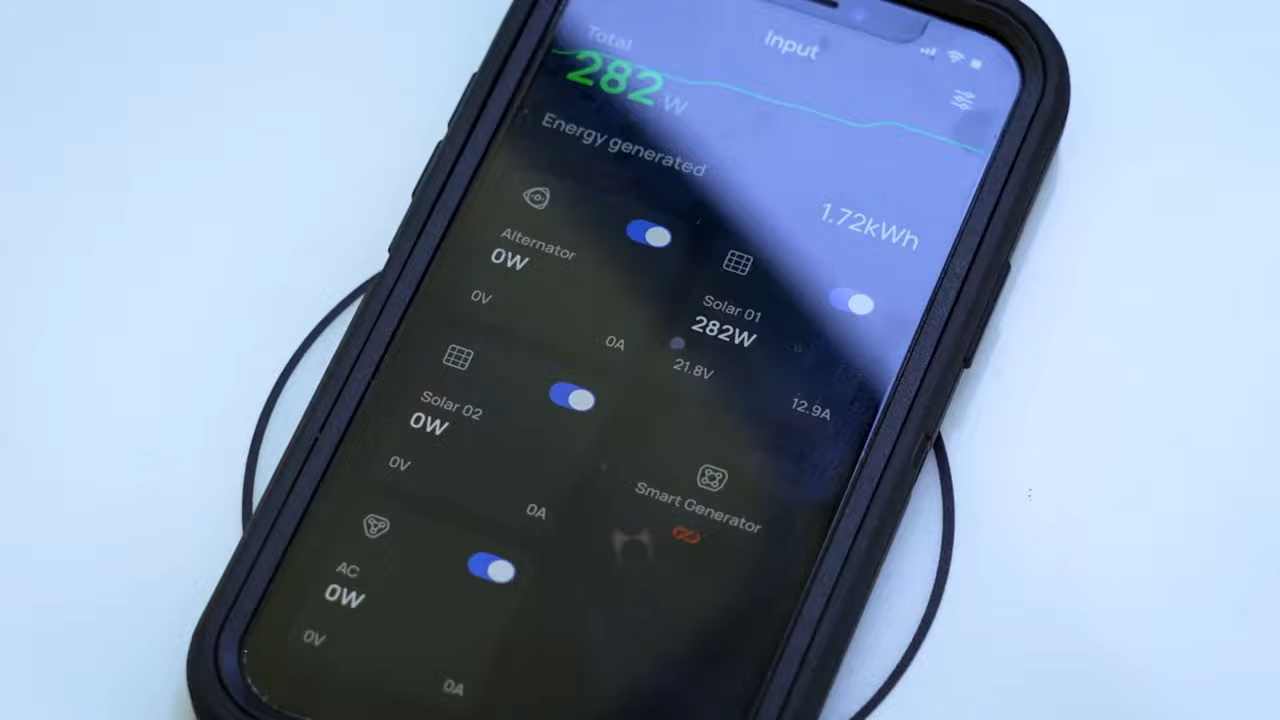 Input
Total
282 W
Energy generated
1.72kWh
Alternator
0W
0V
0A
Solar 01
282W
21.8V
12.9A
Solar 02
0W
0V
0A
Smart Generator
AC
0W
0V
0A